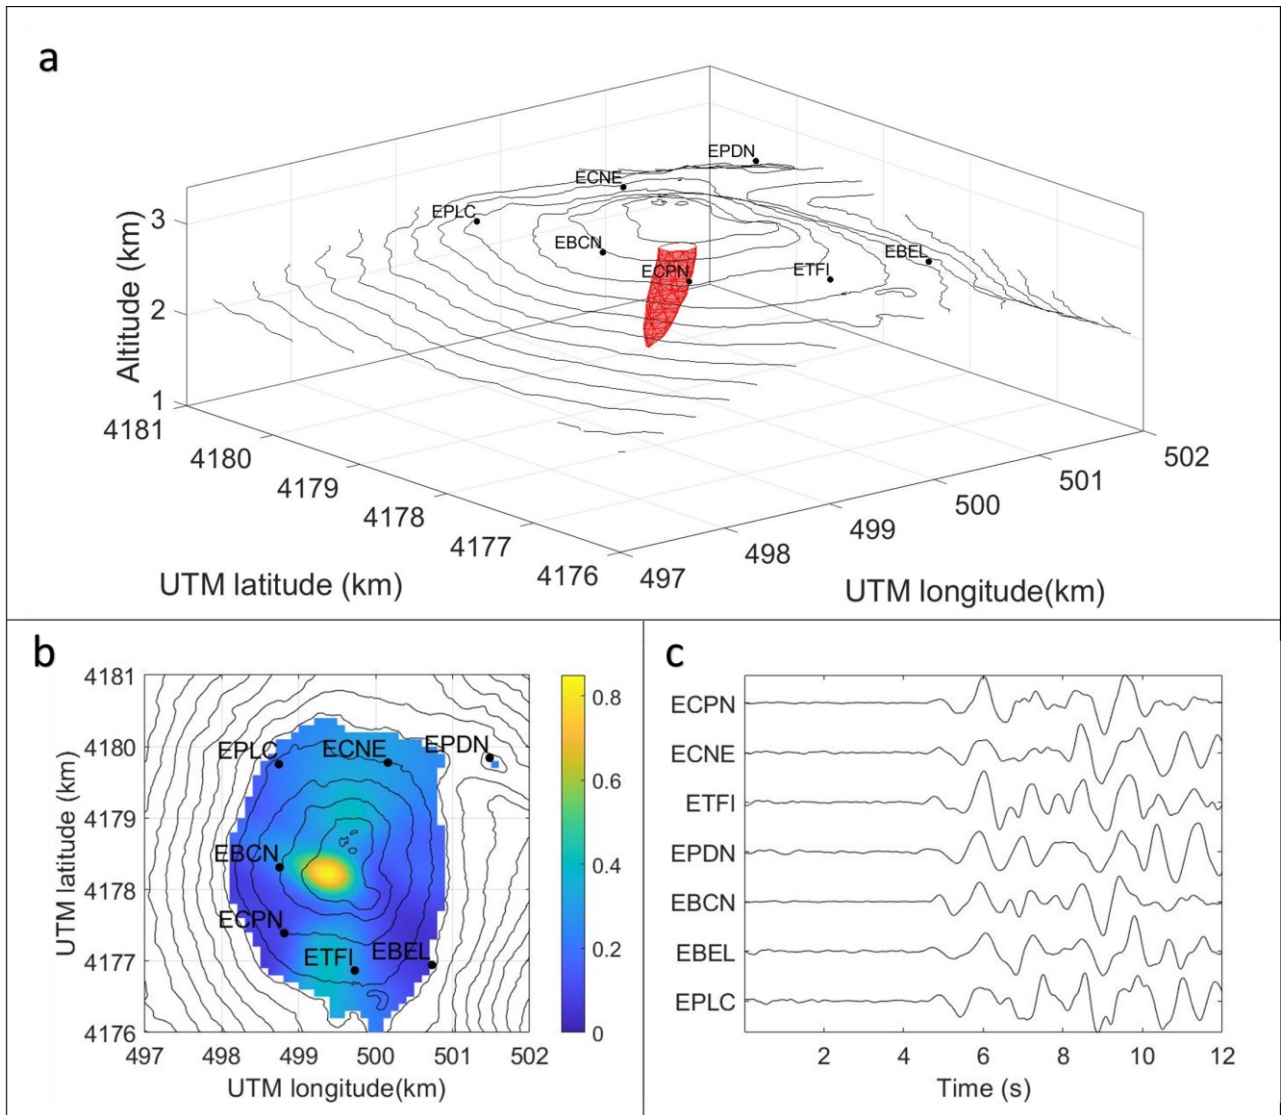 a
EPDN
ECNE
EPLC
EBCN
EBEL
ECPN
ETFI
3
2
1
Altitude (km)
4181
4180
4179
4178
4177
4176
UTM latitude (km)
497
498
499
500
501
502
UTM longitude(km)
b
4181
4180
4179
4178
4177
4176
UTM latitude (km)
EPLC
ECNE
EPDN
EBCN
ECPN
ETFI
EBEL
497
498
499
500
501
502
UTM longitude(km)
0.8
0.6
0.4
0.2
0
c
ECPN
ECNE
ETFI
EPDN
EBCN
EBEL
EPLC
2
4
6
8
10
12
Time (s)